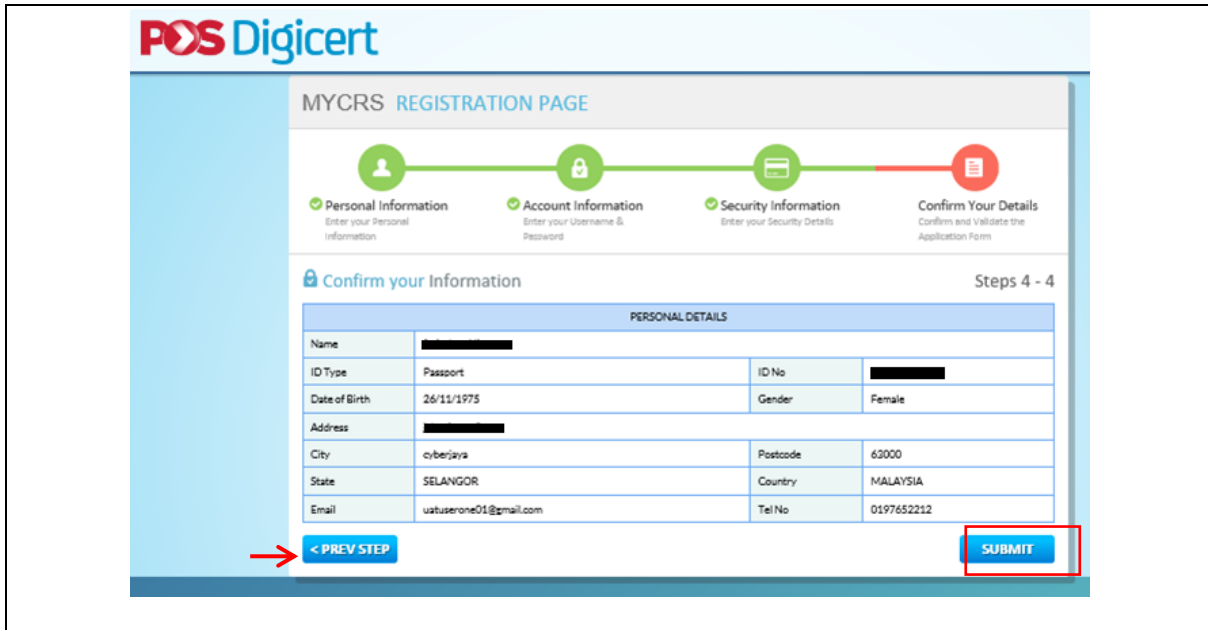 POS Digicert
MYCRS REGISTRATION PAGE
Personal Information
Enter your Personal
Information
Account Information
Enter your Username &
Password
Security Information
Enter your Security Details
Confirm Your Details
Confirm and Validate the
Application Form
Confirm your Information Steps 4 - 4
PERSONAL DETAILS
Name
ID Type Passport ID No
Date of Birth 26/11/1975 Gender Female
Address
City cyberjaya Postcode 63000
State SELANGOR Country MALAYSIA
Email uatuserone01@gmail.com Tel No 0197652212
< PREV STEP SUBMIT